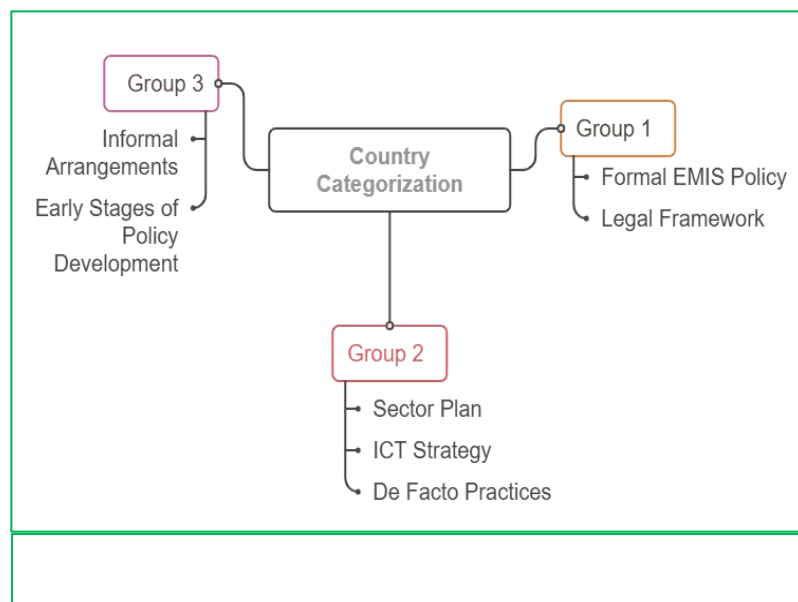 Country
Categorization
Group 1
Formal EMIS Policy
Legal Framework
Group 2
Sector Plan
ICT Strategy
De Facto Practices
Group 3
Informal
Arrangements
Early Stages of
Policy
Development